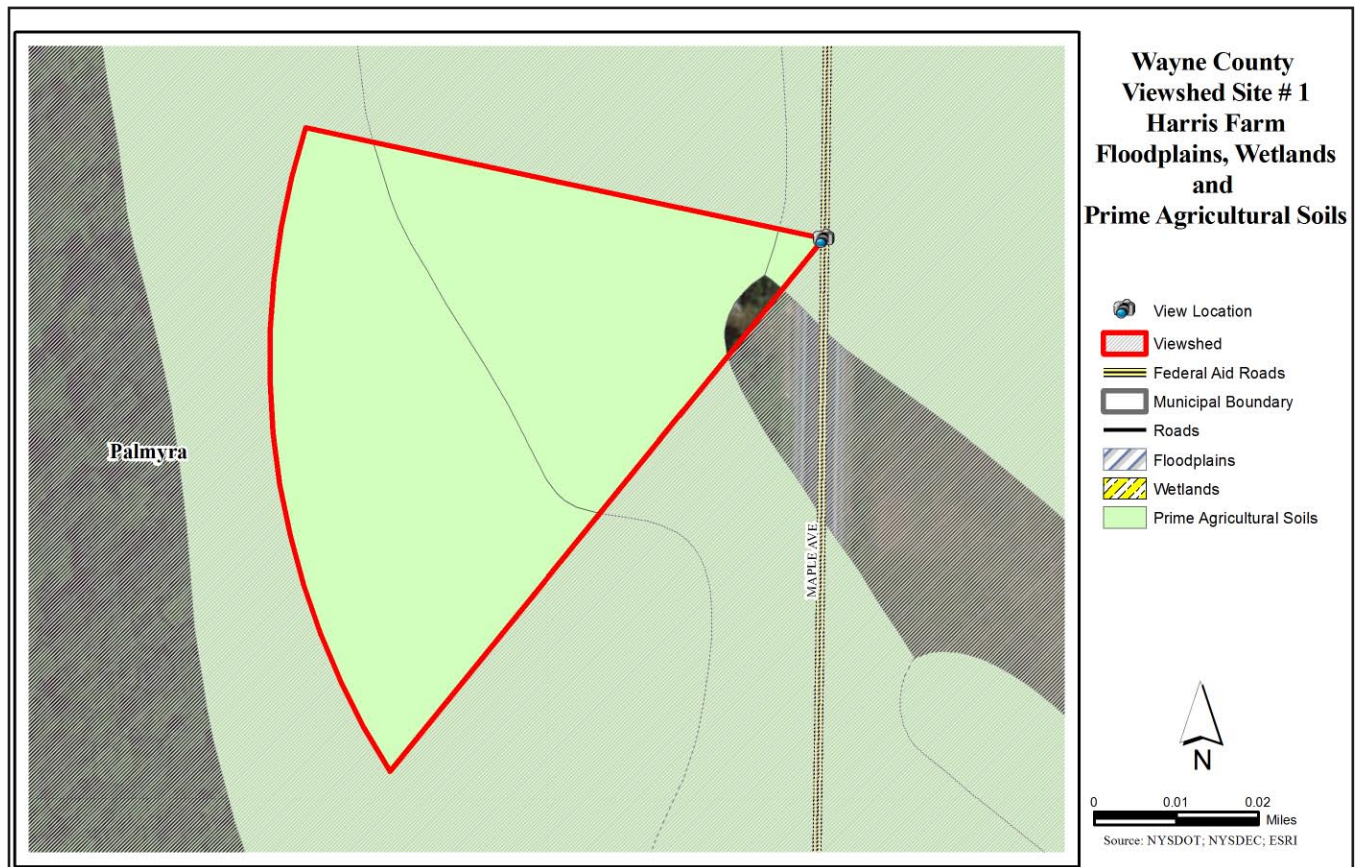 Wayne County
Viewshed Site # 1
Harris Farm
Floodplains, Wetlands
and
Prime Agricultural Soils
View Location
Viewshed
Federal Aid Roads
Municipal Boundary
Roads
Floodplains
Wetlands
Prime Agricultural Soils
Palmyra
MAPLE AVE
N
0 0.01 0.02
Miles
Source: NYSDOT; NYSDEC; ESRI